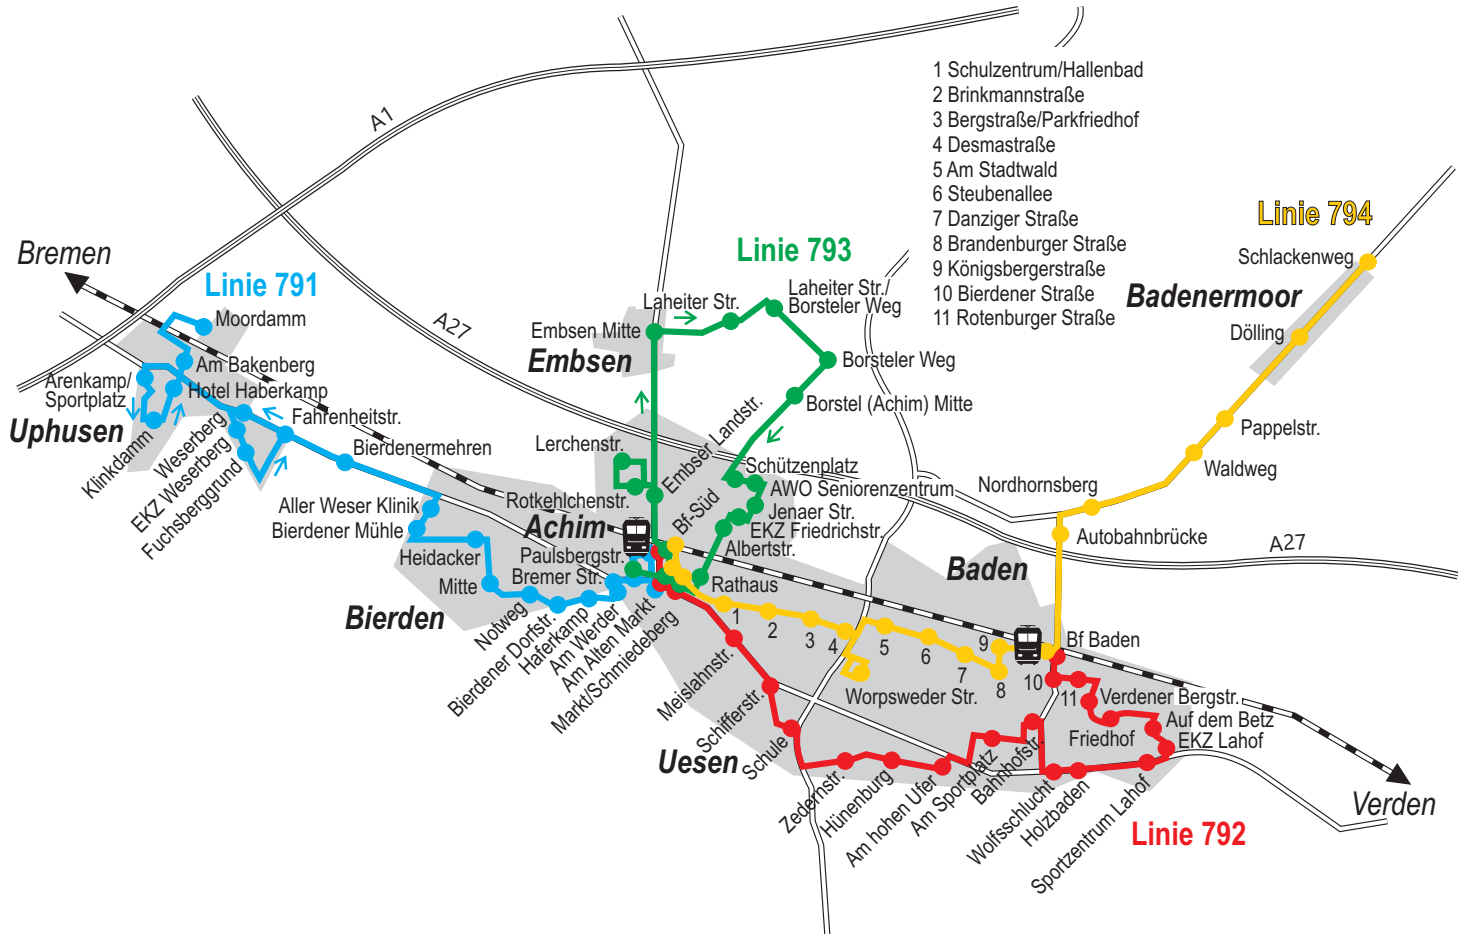 1 Schulzentrum/Hallenbad
2 Brinkmannstraße
3 Bergstraße/Parkfriedhof
4 Desmastraße
5 Am Stadtwald
6 Steubenallee
7 Danziger Straße
8 Brandenburger Straße
9 Königsbergerstraße
10 Bierdener Straße
11 Rotenburger Straße
A1
A27
Bremen
Linie 791
Moordamm
Am Bakenberg
Arenkamp/
Sportplatz
Hotel Haberkamp
Uphusen
Klinkdamm
Weserberg
EKZ Weserberg
Fuchsberggrund
Fahrenheitstr.
Bierdenermehren
Aller Weser Klinik
Bierdener Mühle
Heidacker
Mitte
Bierden
Notweg
Bierdener Dorfstr.
Haferkamp
Am Werder
Am Alten Markt
Markt/Schmiedeberg
Bremer Str.
Paulsbergstr.
Achim
Linie 793
Laheiter Str.
Laheiter Str./
Borsteler Weg
Embsen Mitte
Embsen
Borsteler Weg
Borstel (Achim) Mitte
Lerchenstr.
Rotkehlchenstr.
Embser Landstr.
Bf-Süd
Schützenplatz
AWO Seniorenzentrum
Jenaer Str.
EKZ Friedrichstr.
Albertstr.
Rathaus
Linie 794
Schlackenweg
Badenermoor
Dölling
Pappelstr.
Waldweg
Nordhornsberg
Autobahnbrücke
A27
Baden
Bf Baden
1
2
3
4
5
6
7
8
9
10
11
Worpsweder Str.
Verdener Bergstr.
Auf dem Betz
EKZ Lahof
Friedhof
Meislahnstr.
Schifferstr.
Schule
Uesen
Zedernstr.
Hünenburg
Am hohen Ufer
Am Sportplatz
Bahnhofstr.
Wolfsschlucht
Holzbaden
Sportzentrum Lahof
Linie 792
Verden